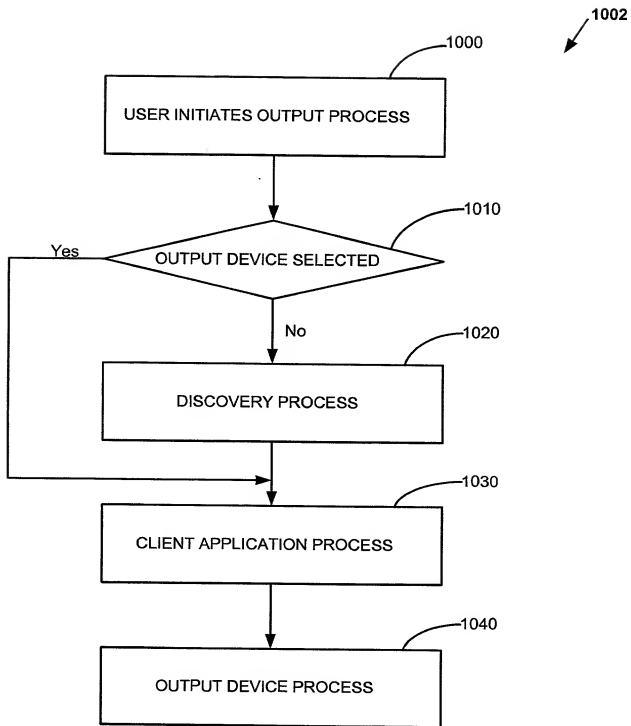 1002
1000
USER INITIATES OUTPUT PROCESS
1010
Yes
OUTPUT DEVICE SELECTED
No
1020
DISCOVERY PROCESS
1030
CLIENT APPLICATION PROCESS
1040
OUTPUT DEVICE PROCESS